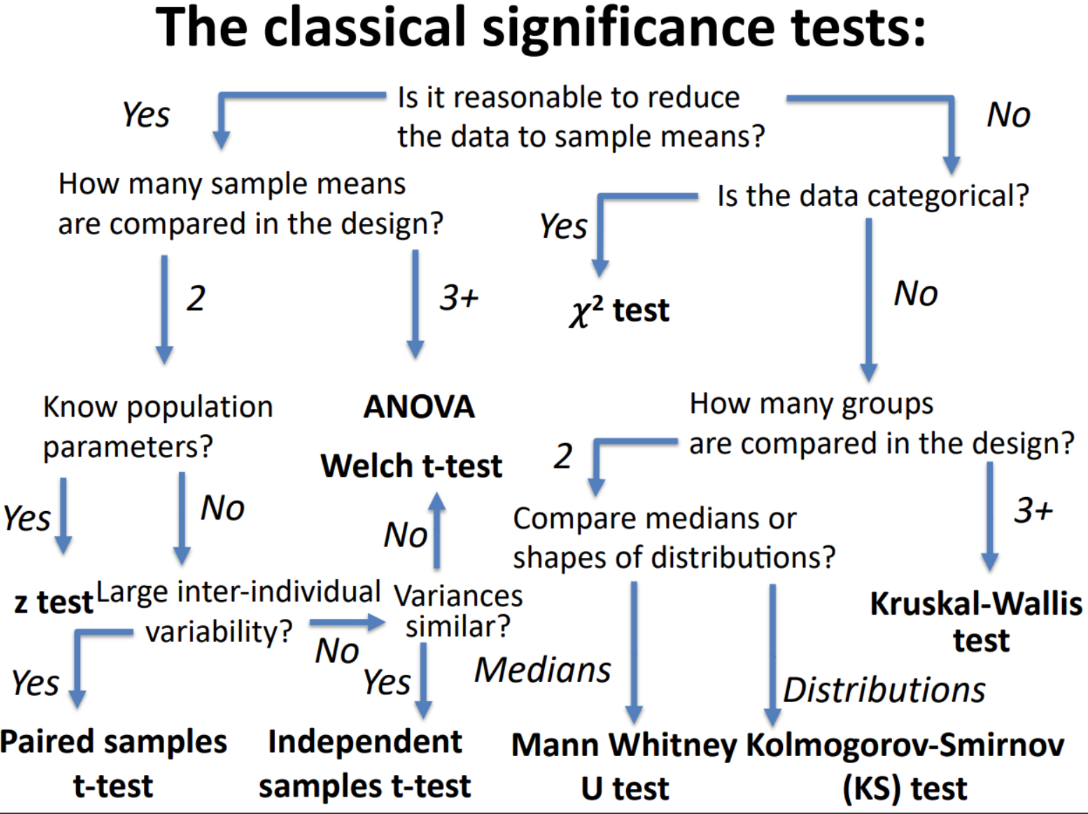 The classical significance tests:
Is it reasonable to reduce
the data to sample means?
Yes
No
How many sample means
are compared in the design?
Is the data categorical?
Yes
2
3+
χ² test
No
Know population
parameters?
ANOVA
Welch t-test
How many groups
are compared in the design?
2
Yes
No
No
Compare medians or
shapes of distributions?
3+
z test
Large inter-individual
variability?
Variances
similar?
No
Kruskal-Wallis
test
Yes
Yes
Medians
Distributions
Paired samples
t-test
Independent
samples t-test
Mann Whitney
U test
Kolmogorov-Smirnov
(KS) test